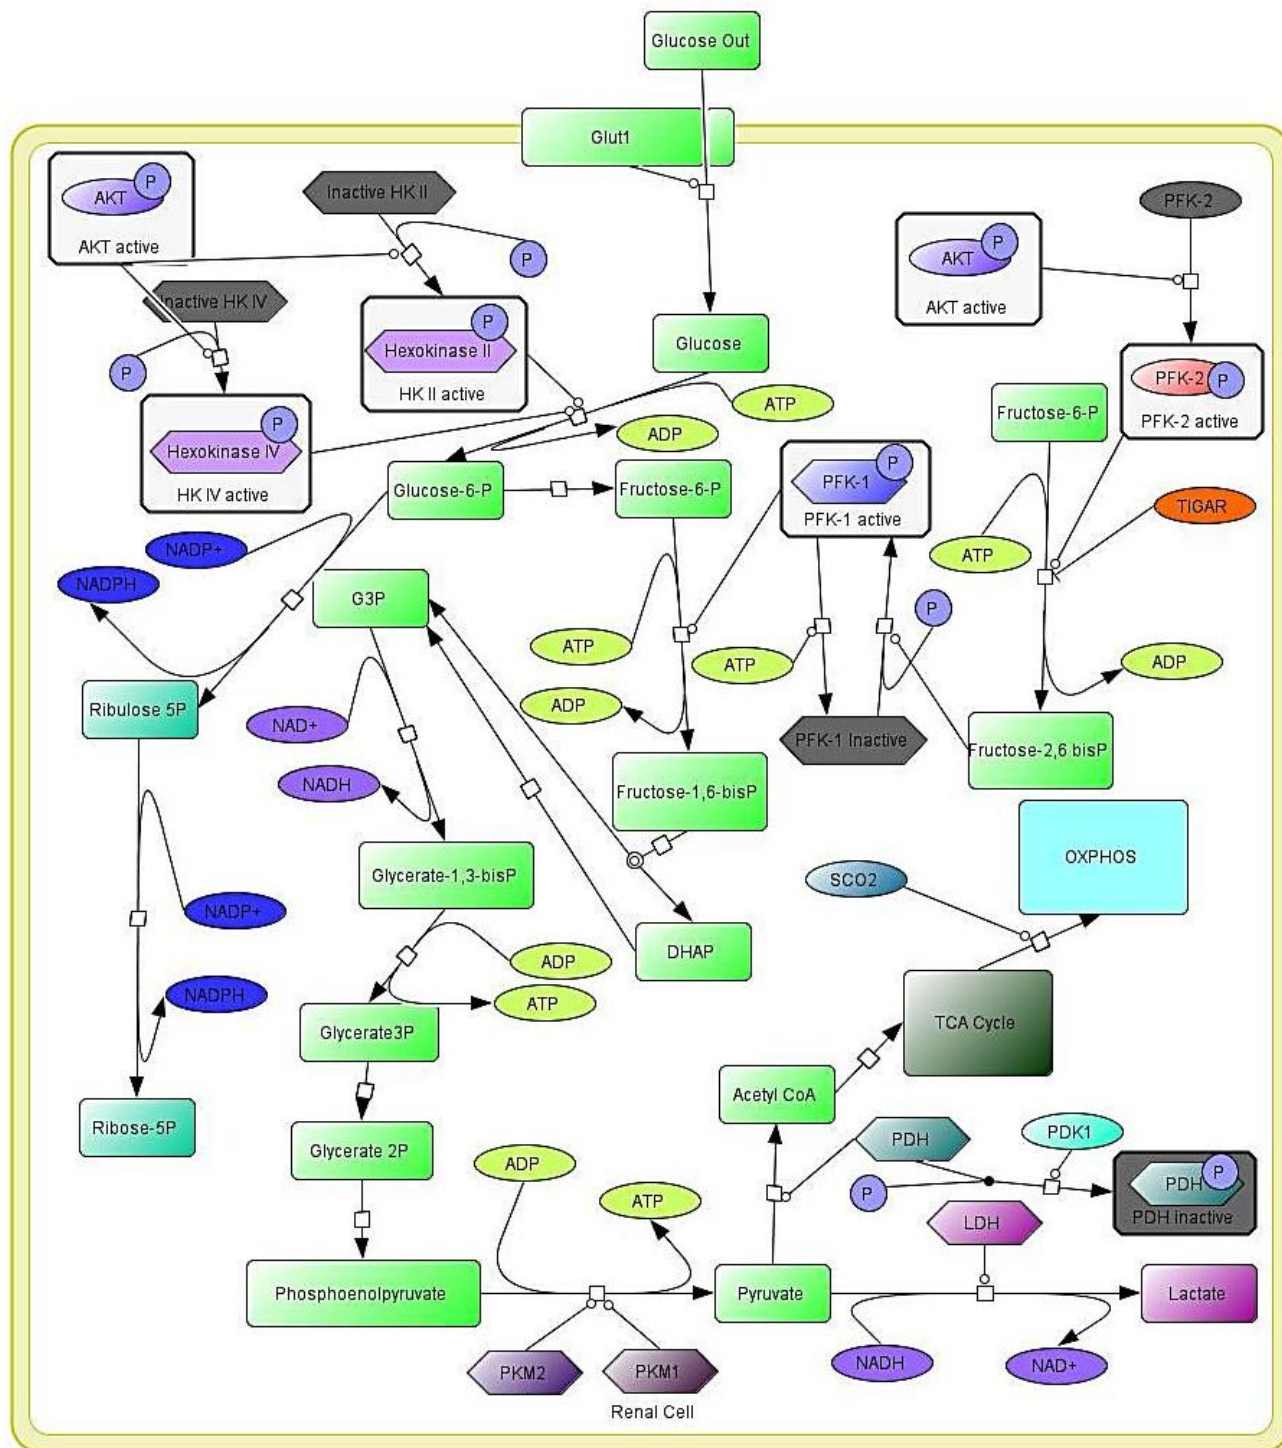 Glucose Out
Glut1
P
AKT
AKT active
Inactive HK II
P
Inactive HK IV
P
P
Hexokinase II
HK II active
P
Hexokinase IV
HK IV active
Glucose
ATP
ADP
P
AKT
AKT active
PFK-2
PFK-2
P
PFK-2 active
Fructose-6-P
TIGAR
ATP
ADP
Fructose-2,6 bisP
Glucose-6-P
Fructose-6-P
P
PFK-1
PFK-1 active
NADP+
NADPH
G3P
ATP
ADP
ATP
P
PFK-1 Inactive
Ribulose 5P
NAD+
NADH
Fructose-1,6-bisP
Glycerate-1,3-bisP
SCO2
OXPHOS
NADP+
NADPH
ADP
ATP
DHAP
TCA Cycle
Glycerate3P
Ribose-5P
Glycerate 2P
Acetyl CoA
PDH
PDK1
P
P
PDH
PDH inactive
ADP
ATP
LDH
Phosphoenolpyruvate
Pyruvate
Lactate
PKM2
PKM1
NADH
NAD+
Renal Cell